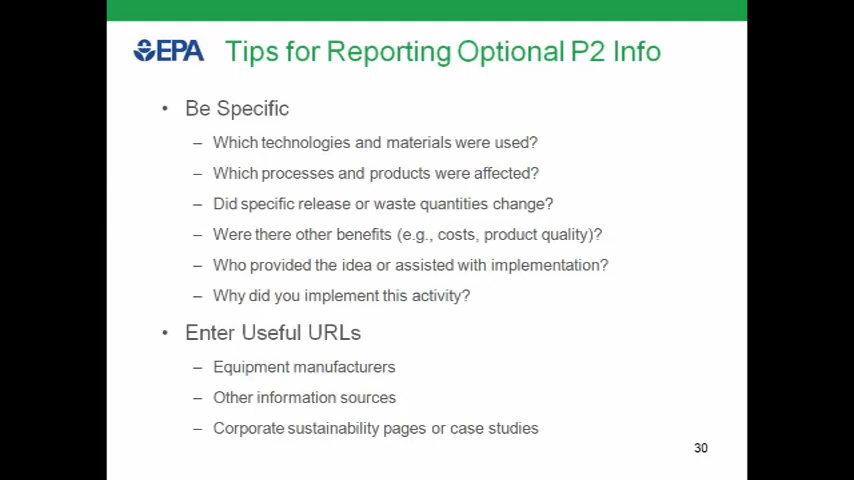 EPA Tips for Reporting Optional P2 Info
• Be Specific
– Which technologies and materials were used?
– Which processes and products were affected?
– Did specific release or waste quantities change?
– Were there other benefits (e.g., costs, product quality)?
– Who provided the idea or assisted with implementation?
– Why did you implement this activity?
• Enter Useful URLs
– Equipment manufacturers
– Other information sources
– Corporate sustainability pages or case studies
30